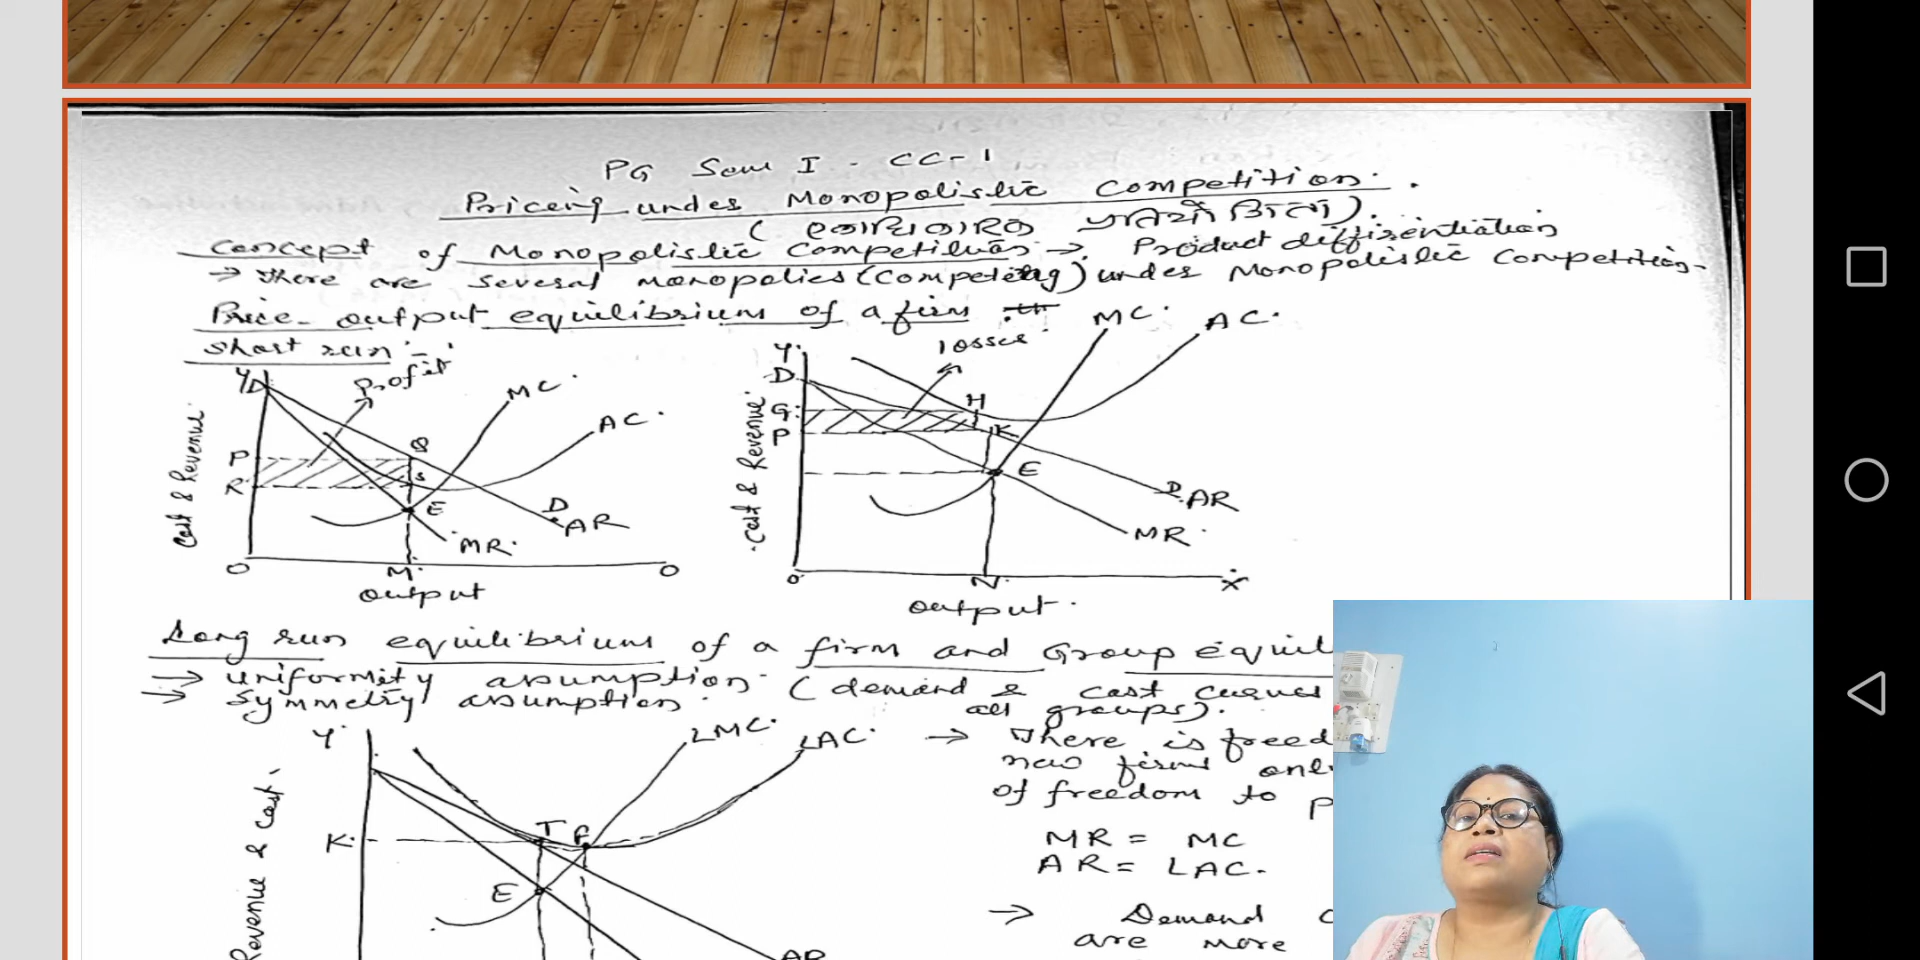 PG Sem I - CC-1
Pricing under Monopolistic Competition.
Concept of Monopolistic Competition → Product differentiation
→ There are several monopolies (Competing) under Monopolistic Competition.
Price-output equilibrium of a firm
Short run -
Profit
MC.
AC.
P
B
R
S
E
D
AR
MR.
O
M
O
output
Cost & Revenue
losses
MC.
AC.
Y
D
G
H
P
K
E
D
AR
MR
O
N
X
output.
Cost & Revenue
Long run equilibrium of a firm and Group equil
→ uniformity assumption.
→ Symmetry assumption. (demand & cost curves
all groups).
Y
LMC.
LAC.
K
T
F
E
AR
Revenue & Cost
→ There is freed
new firms onl
of freedom to p
MR = MC
AR = LAC.
→ Demand c
are more